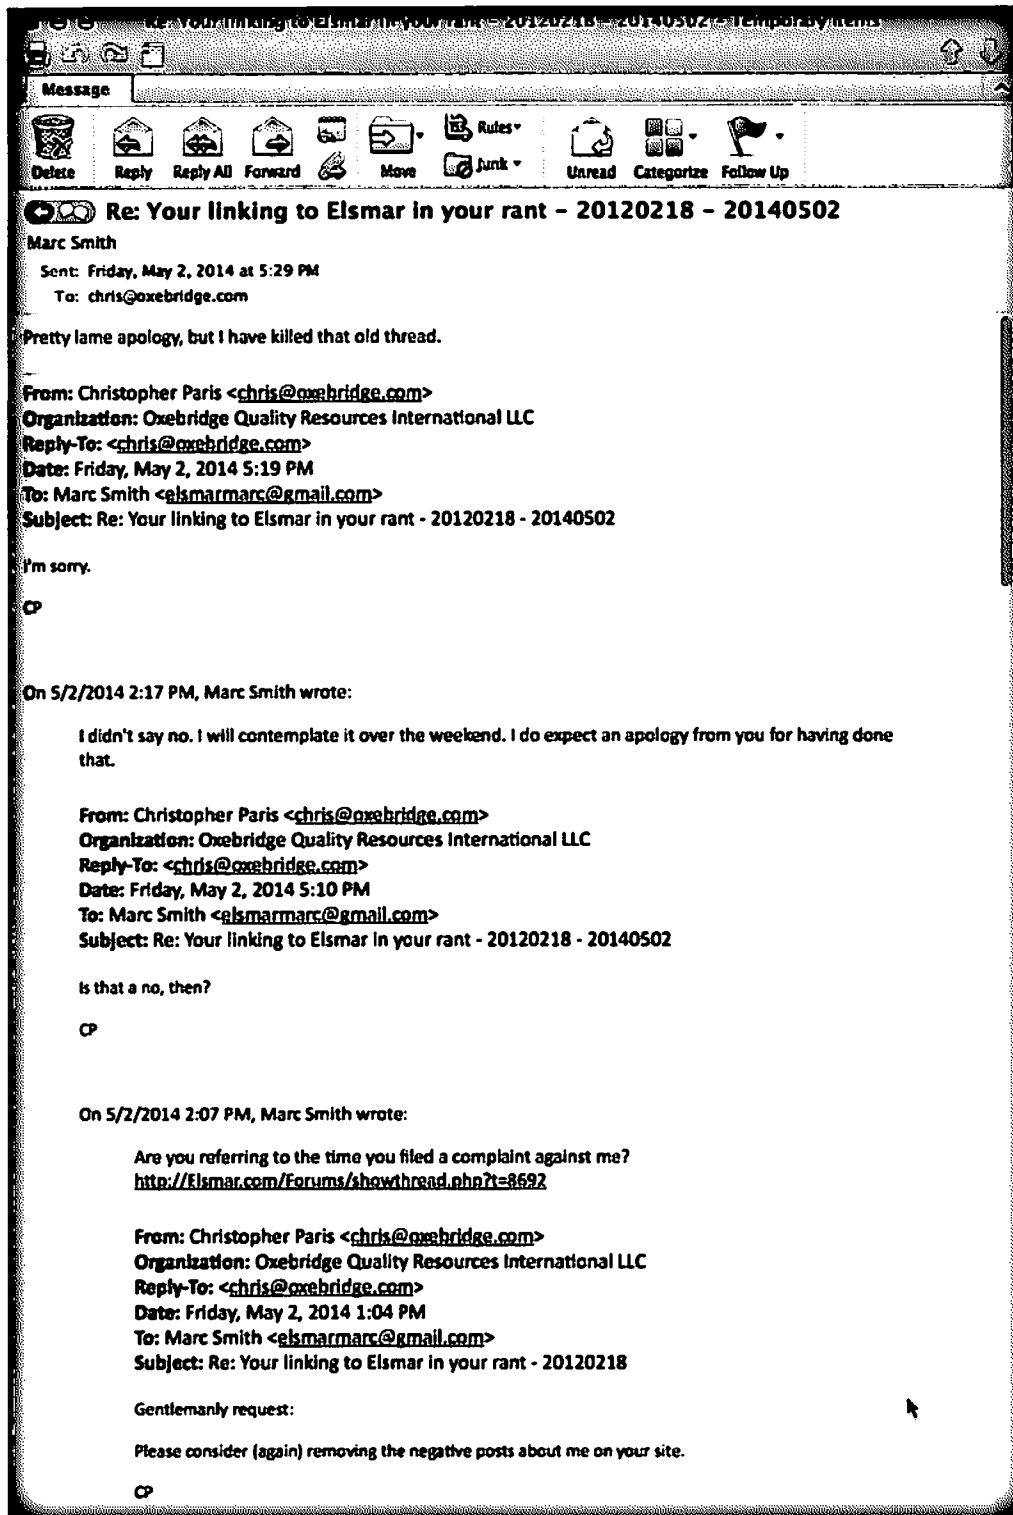 Re: Your linking to Elsmar in your rant – 20120218 – 20140502 – Temporary Items
Message
Delete
Reply
Reply All
Forward
Move
Rules
Junk
Unread
Categorize
Follow Up
Re: Your linking to Elsmar in your rant – 20120218 – 20140502
Marc Smith
Sent: Friday, May 2, 2014 at 5:29 PM
To: chris@oxebridge.com
Pretty lame apology, but I have killed that old thread.
From: Christopher Paris <chris@oxebridge.com>
Organization: Oxebridge Quality Resources International LLC
Reply-To: <chris@oxebridge.com>
Date: Friday, May 2, 2014 5:19 PM
To: Marc Smith <elsmarmarc@gmail.com>
Subject: Re: Your linking to Elsmar in your rant - 20120218 - 20140502
I'm sorry.
CP
On 5/2/2014 2:17 PM, Marc Smith wrote:
I didn't say no. I will contemplate it over the weekend. I do expect an apology from you for having done
that.
From: Christopher Paris <chris@oxebridge.com>
Organization: Oxebridge Quality Resources International LLC
Reply-To: <chris@oxebridge.com>
Date: Friday, May 2, 2014 5:10 PM
To: Marc Smith <elsmarmarc@gmail.com>
Subject: Re: Your linking to Elsmar in your rant - 20120218 - 20140502
Is that a no, then?
CP
On 5/2/2014 2:07 PM, Marc Smith wrote:
Are you referring to the time you filed a complaint against me?
http://Elsmar.com/Forums/showthread.php?t=8692
From: Christopher Paris <chris@oxebridge.com>
Organization: Oxebridge Quality Resources International LLC
Reply-To: <chris@oxebridge.com>
Date: Friday, May 2, 2014 1:04 PM
To: Marc Smith <elsmarmarc@gmail.com>
Subject: Re: Your linking to Elsmar in your rant - 20120218
Gentlemanly request:
Please consider (again) removing the negative posts about me on your site.
CP